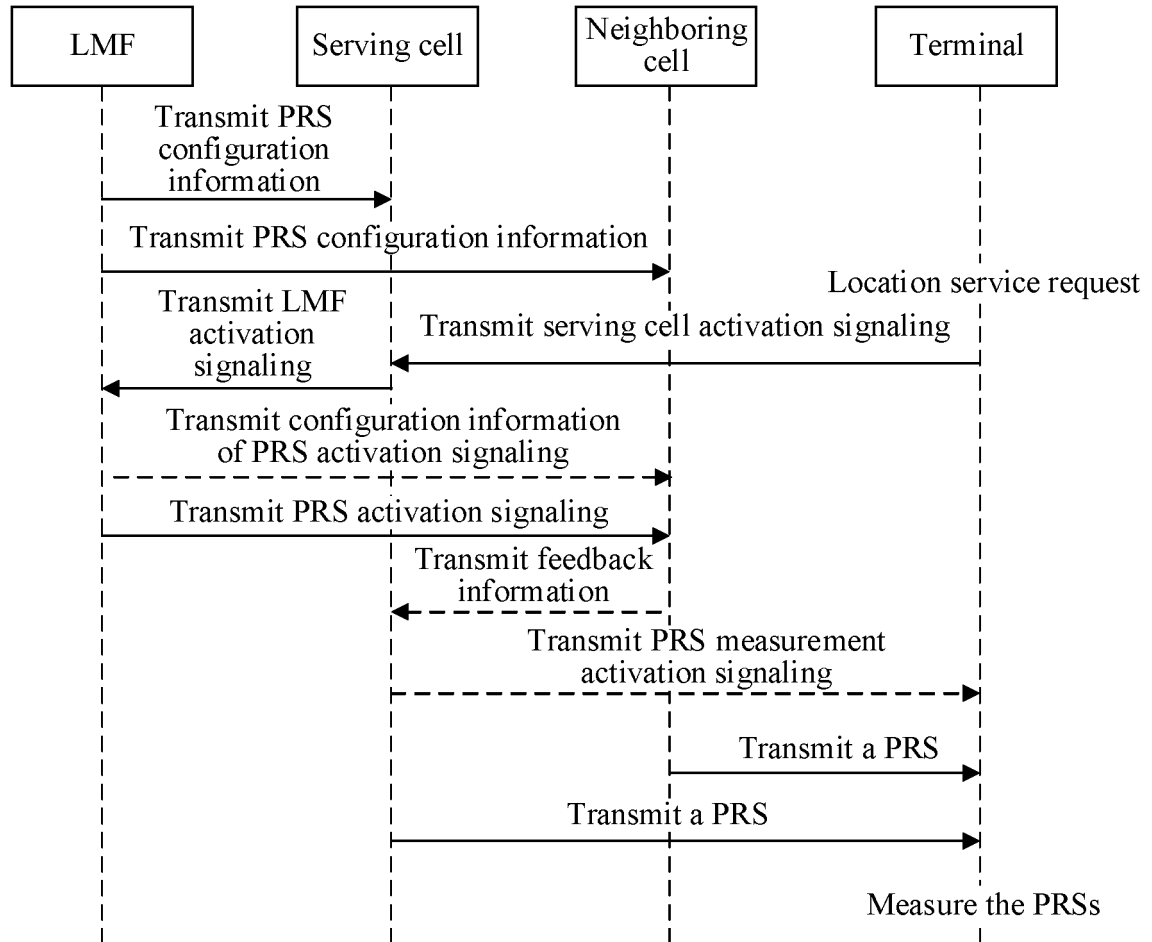 LMF
Serving cell
Neighboring
cell
Terminal
Transmit PRS
configuration
information
Transmit PRS configuration information
Location service request
Transmit LMF
activation
signaling
Transmit serving cell activation signaling
Transmit configuration information
of PRS activation signaling
Transmit PRS activation signaling
Transmit feedback
information
Transmit PRS measurement
activation signaling
Transmit a PRS
Transmit a PRS
Measure the PRSs